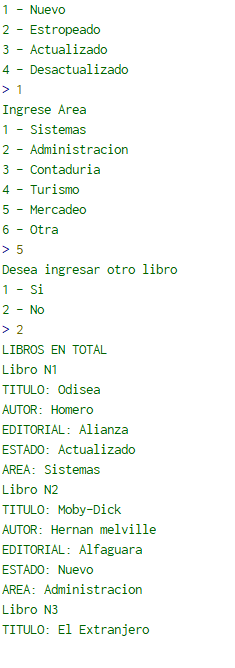 1 - Nuevo
2 - Estropeado
3 - Actualizado
4 - Desactualizado
> 1
Ingrese Area
1 - Sistemas
2 - Administracion
3 - Contaduria
4 - Turismo
5 - Mercadeo
6 - Otra
> 5
Desea ingresar otro libro
1 - Si
2 - No
> 2
LIBROS EN TOTAL
Libro N1
TITULO: Odisea
AUTOR: Homero
EDITORIAL: Alianza
ESTADO: Actualizado
AREA: Sistemas
Libro N2
TITULO: Moby-Dick
AUTOR: Hernan melville
EDITORIAL: Alfaguara
ESTADO: Nuevo
AREA: Administracion
Libro N3
TITULO: El Extranjero